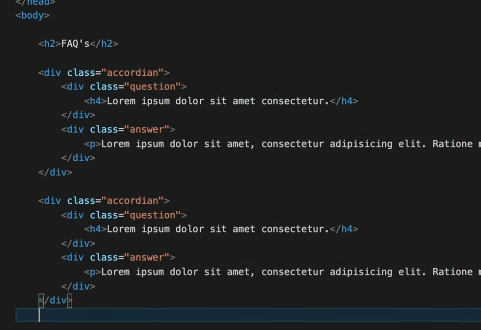 </head>
<body>
<h2>FAQ's</h2>
<div class="accordian">
<div class="question">
<h4>Lorem ipsum dolor sit amet consectetur.</h4>
</div>
<div class="answer">
<p>Lorem ipsum dolor sit amet, consectetur adipisicing elit. Ratione
</div>
</div>
<div class="accordian">
<div class="question">
<h4>Lorem ipsum dolor sit amet consectetur.</h4>
</div>
<div class="answer">
<p>Lorem ipsum dolor sit amet, consectetur adipisicing elit. Ratione
</div>
</div>